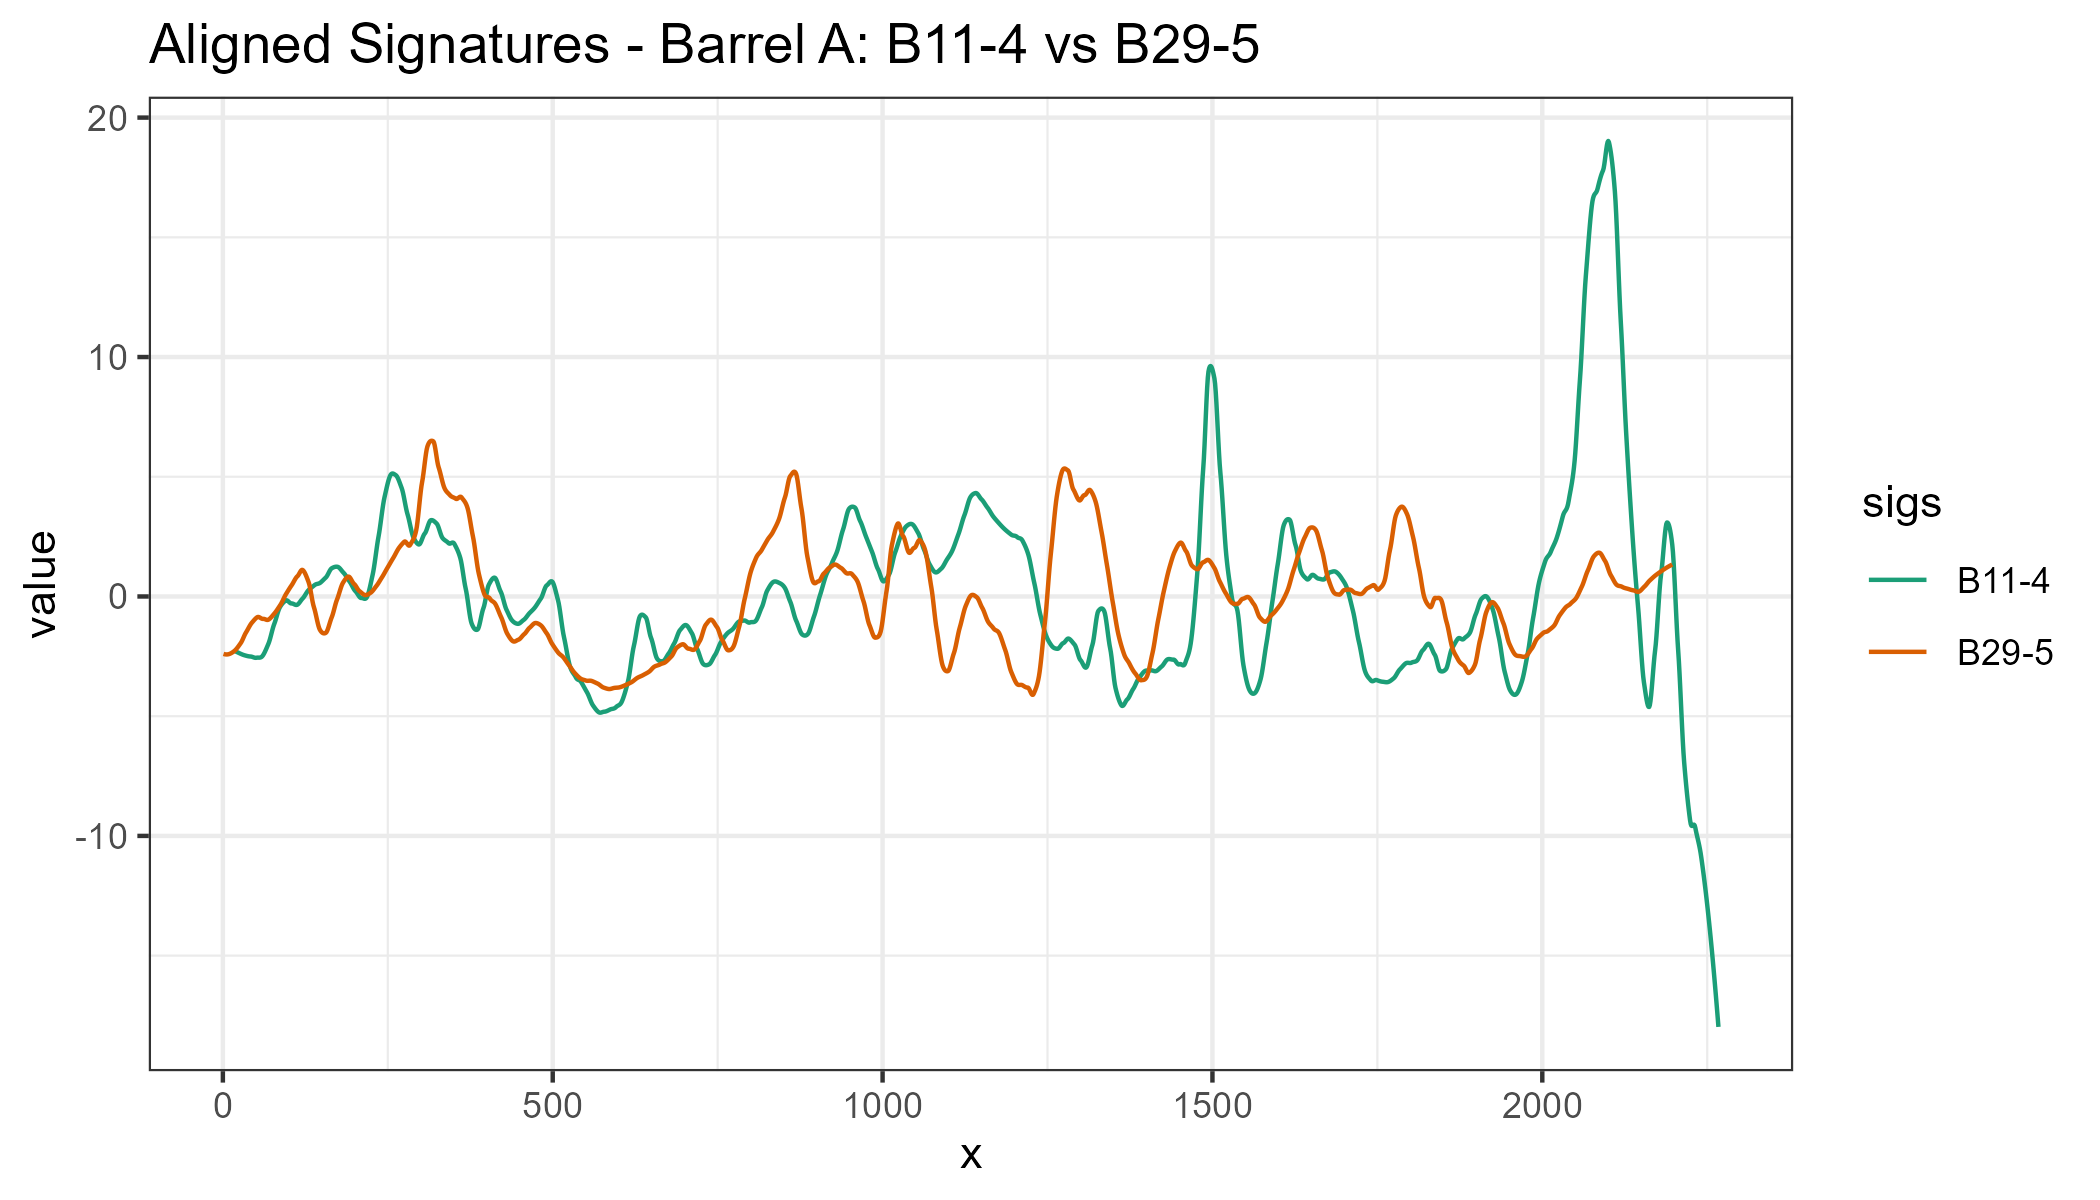 Aligned Signatures - Barrel A: B11-4 vs B29-5
20
10
0
-10
value
0 500 1000 1500 2000
x
sigs
B11-4
B29-5